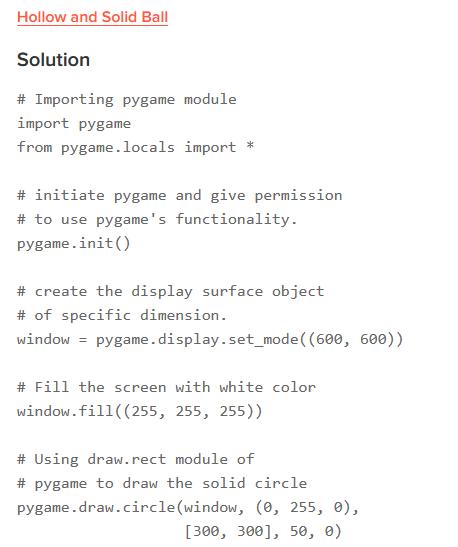 Hollow and Solid Ball
Solution
# Importing pygame module
import pygame
from pygame.locals import *
# initiate pygame and give permission
# to use pygame's functionality.
pygame.init()
# create the display surface object
# of specific dimension.
window = pygame.display.set_mode((600, 600))
# Fill the screen with white color
window.fill((255, 255, 255))
# Using draw.rect module of
# pygame to draw the solid circle
pygame.draw.circle(window, (0, 255, 0),
                   [300, 300], 50, 0)